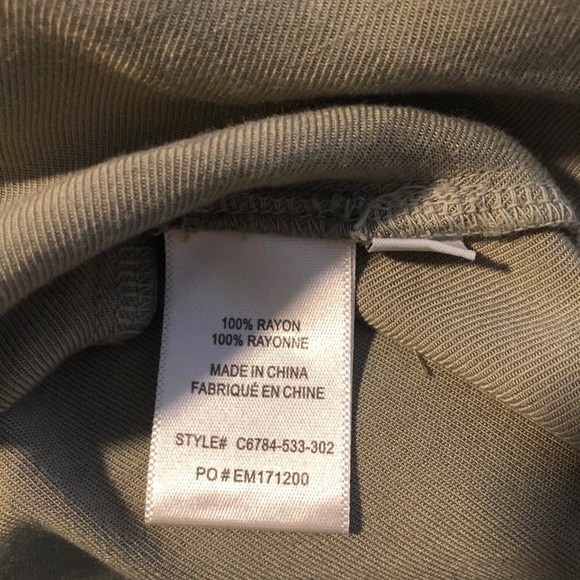 100% RAYON
100% RAYONNE
MADE IN CHINA
FABRIQUÉ EN CHINE
STYLE# C6784-533-302
PO#EM171200